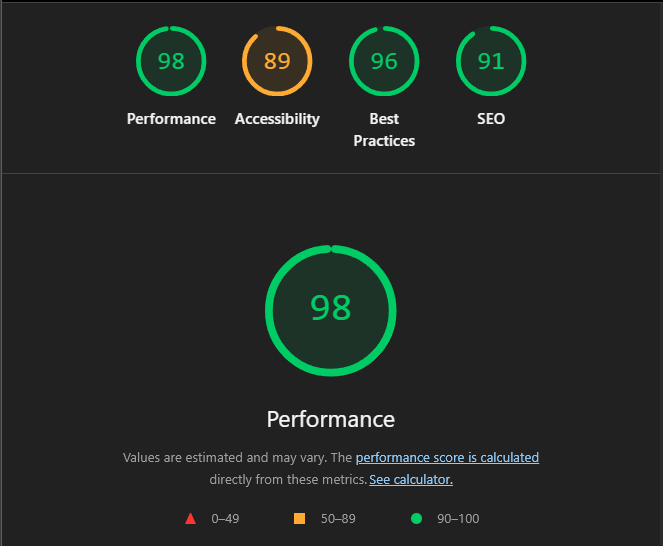 98 89 96 91
Performance Accessibility Best Practices SEO
98
Performance
Values are estimated and may vary. The performance score is calculated
directly from these metrics. See calculator.
0–49 50–89 90–100